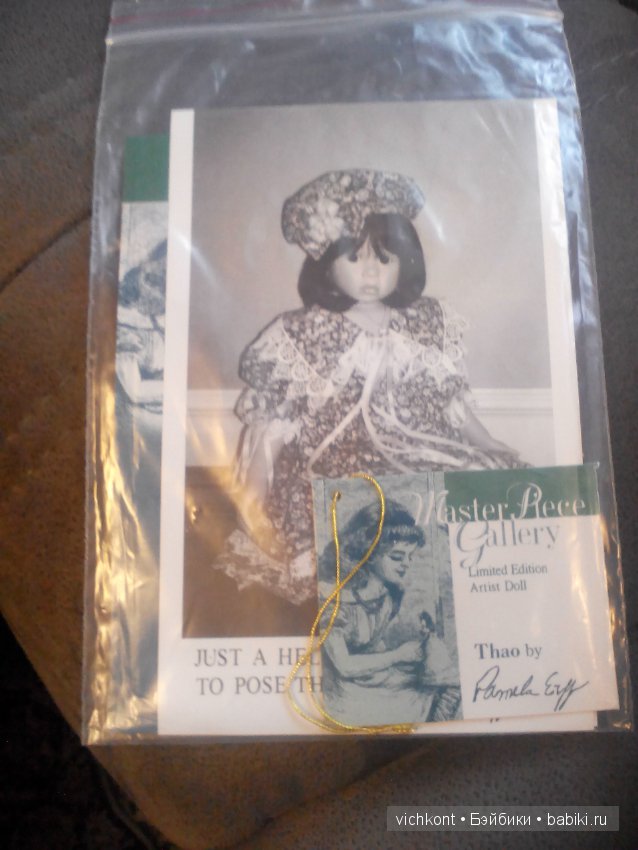 Master Piece
Gallery
Limited Edition
Artist Doll
Thao by
Pamela Erff
JUST A HEL
TO POSE TH
vichkont • Бэйбики • babiki.ru